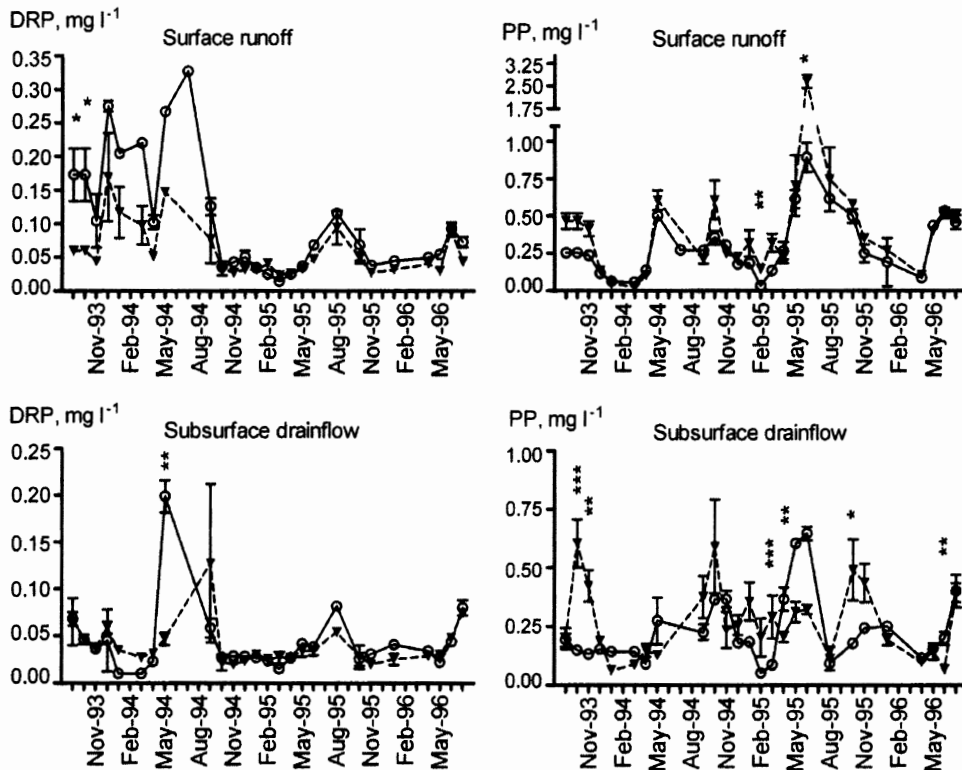 DRP, mg l⁻¹
Surface runoff
0.35
0.30
0.25
0.20
0.15
0.10
0.05
0.00
* *
Nov-93
Feb-94
May-94
Aug-94
Nov-94
Feb-95
May-95
Aug-95
Nov-95
Feb-96
May-96
PP, mg l⁻¹
Surface runoff
3.25
2.50
1.75
1.00
0.75
0.50
0.25
0.00
**
*
Nov-93
Feb-94
May-94
Aug-94
Nov-94
Feb-95
May-95
Aug-95
Nov-95
Feb-96
May-96
DRP, mg l⁻¹
Subsurface drainflow
0.25
0.20
0.15
0.10
0.05
0.00
**
Nov-93
Feb-94
May-94
Aug-94
Nov-94
Feb-95
May-95
Aug-95
Nov-95
Feb-96
May-96
PP, mg l⁻¹
Subsurface drainflow
1.00
0.75
0.50
0.25
0.00
***
**
***
**
*
**
Nov-93
Feb-94
May-94
Aug-94
Nov-94
Feb-95
May-95
Aug-95
Nov-95
Feb-96
May-96